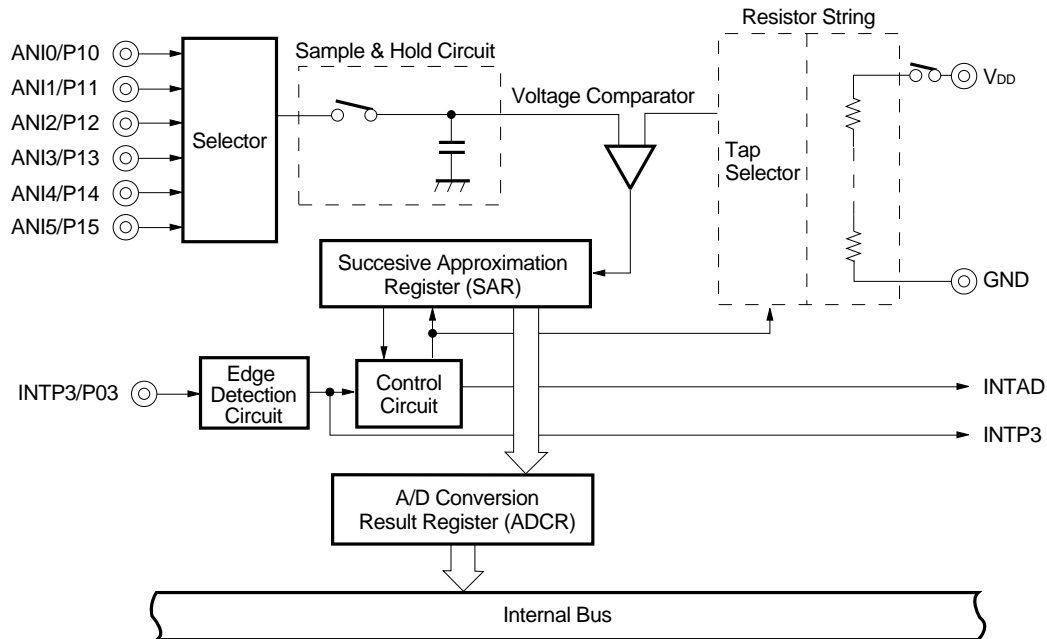 Resistor String
ANI0/P10
ANI1/P11
ANI2/P12
ANI3/P13
ANI4/P14
ANI5/P15
Selector
Sample & Hold Circuit
Voltage Comparator
Tap
Selector
VDD
GND
Succesive Approximation
Register (SAR)
INTP3/P03
Edge
Detection
Circuit
Control
Circuit
INTAD
INTP3
A/D Conversion
Result Register (ADCR)
Internal Bus